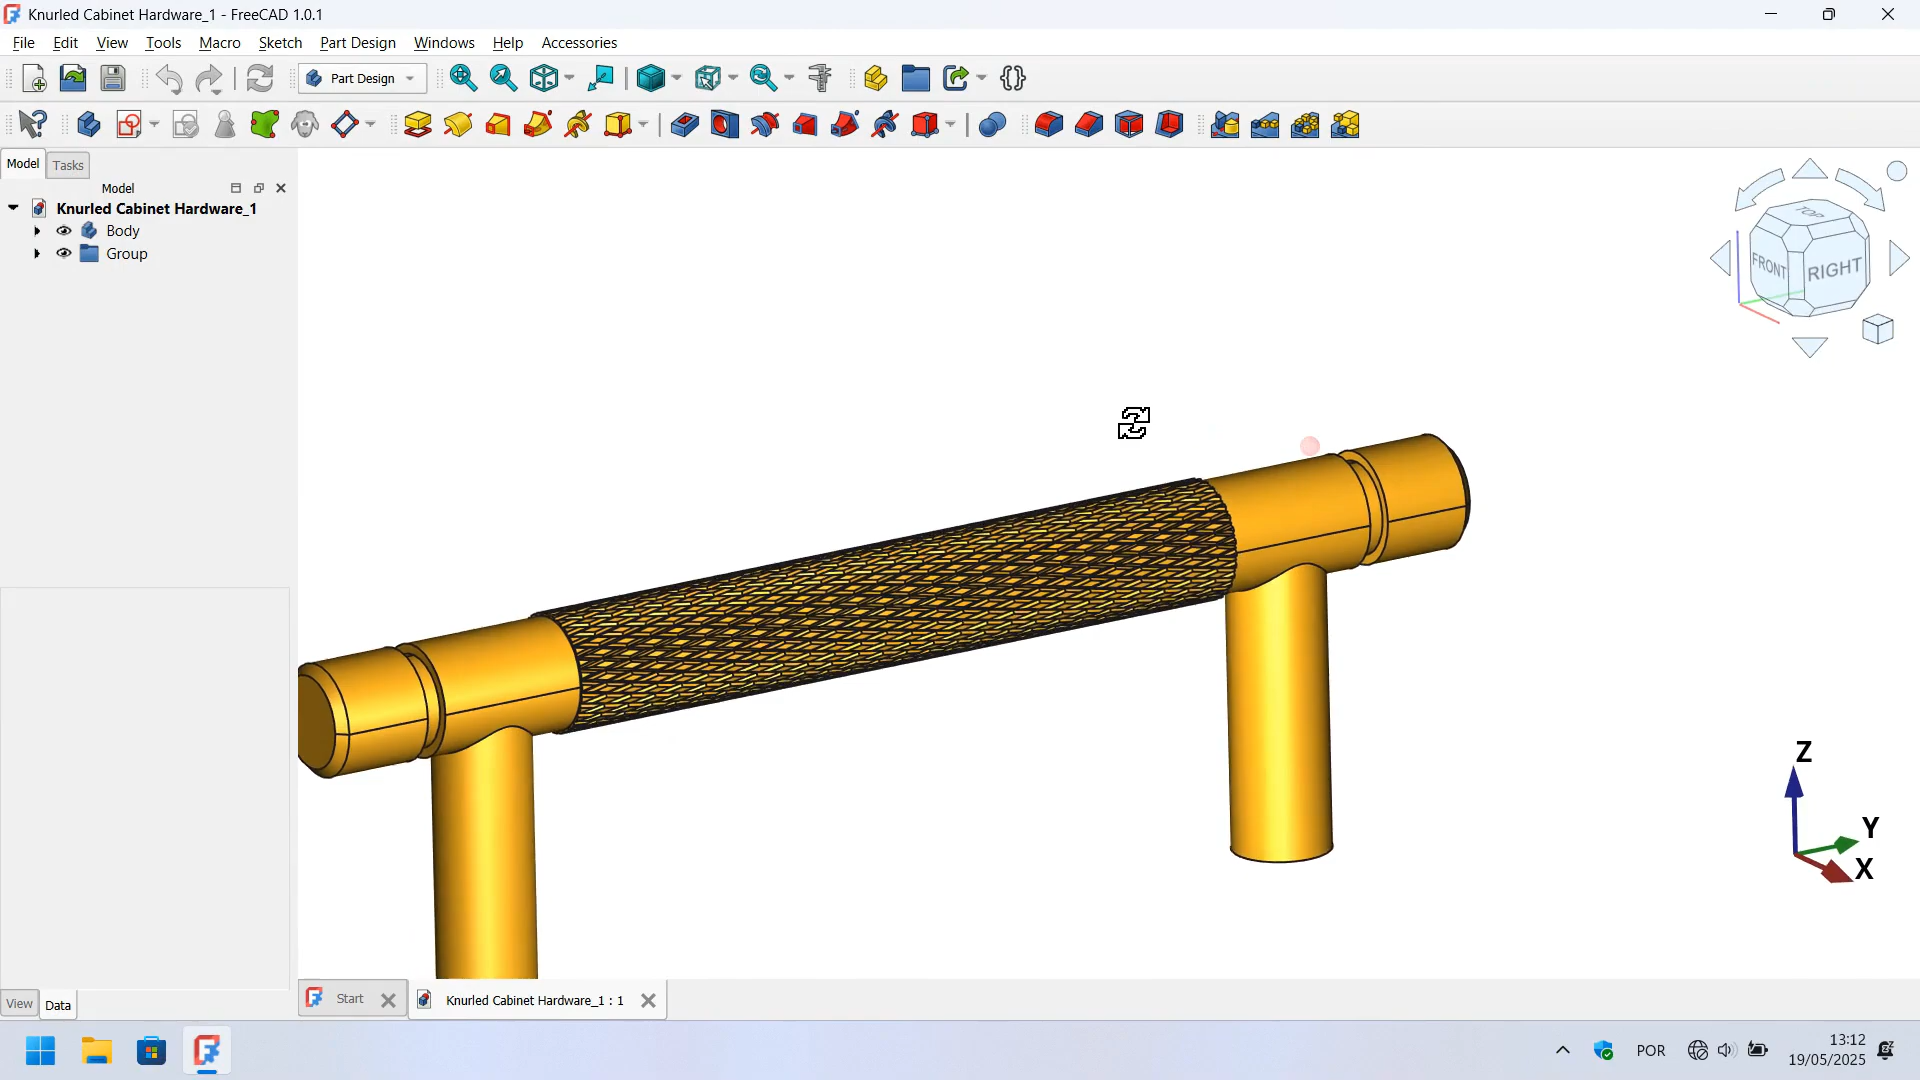 Knurled Cabinet Hardware_1 - FreeCAD 1.0.1
File Edit View Tools Macro Sketch Part Design Windows Help Accessories
Part Design
Model Tasks
Model
Knurled Cabinet Hardware_1
Body
Group
TOP
FRONT
RIGHT
Z
Y
X
View Data
Start
Knurled Cabinet Hardware_1 : 1
POR
13:12
19/05/2025